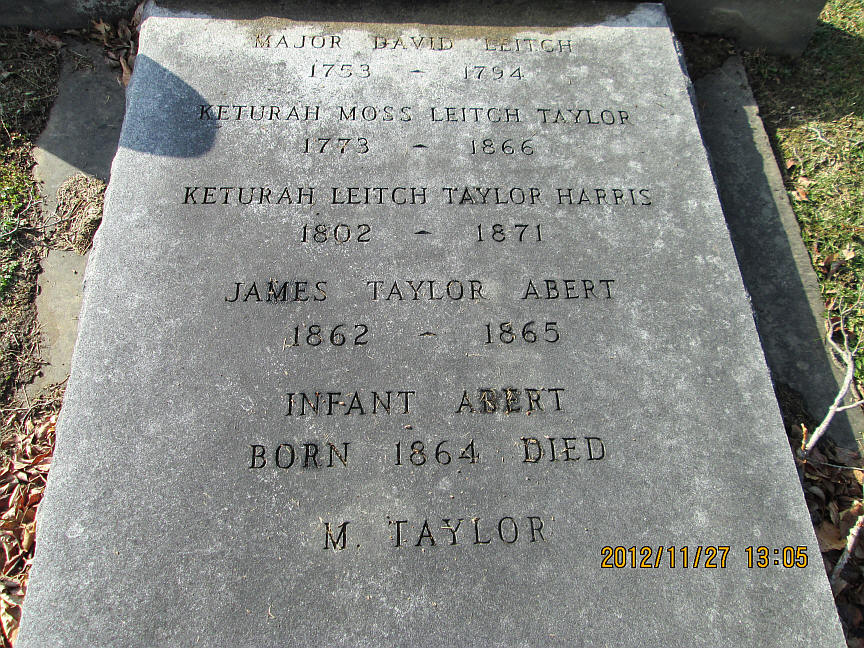 MAJOR DAVID LEITCH
1753 - 1794
KETURAH MOSS LEITCH TAYLOR
1773 - 1866
KETURAH LEITCH TAYLOR HARRIS
1802 - 1871
JAMES TAYLOR ABERT
1862 - 1865
INFANT ABERT
BORN 1864 DIED
M. TAYLOR
2012/11/27 13:05